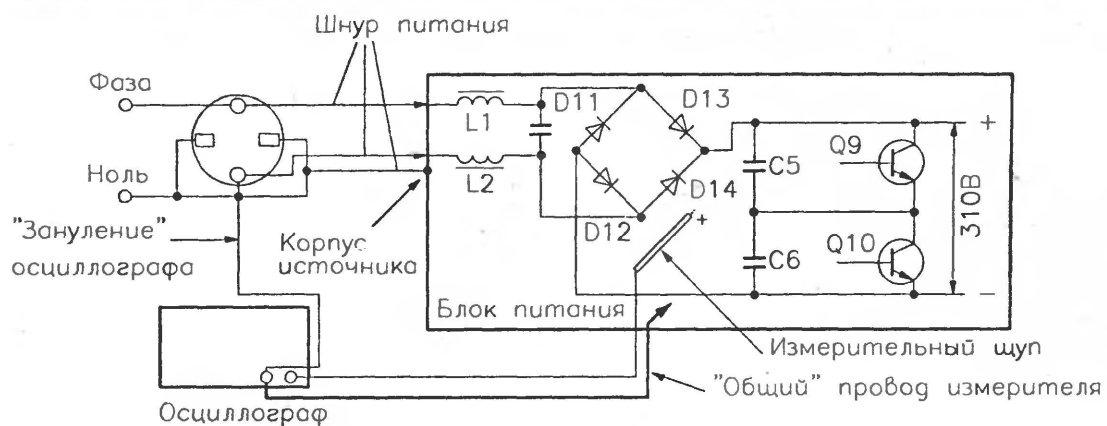 Шнур питания
Фаза
Ноль
"Зануление"
осциллографа
Корпус
источника
L1
L2
D11
D13
D12
D14
C5
C6
Q9
Q10
+
310В
−
+
Блок питания
Измерительный щуп
"Общий" провод измерителя
Осциллограф